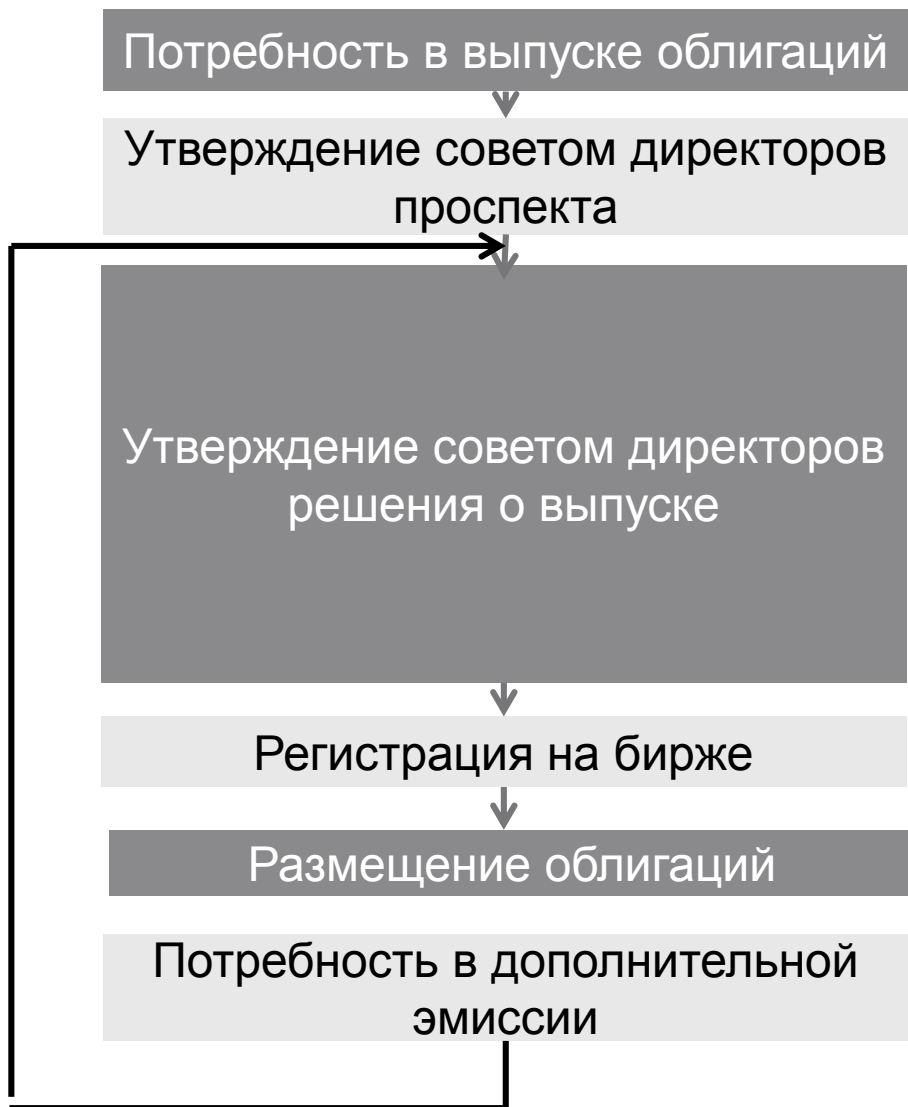 Потребность в выпуске облигаций
Утверждение советом директоров
проспекта
Утверждение советом директоров
решения о выпуске
Регистрация на бирже
Размещение облигаций
Потребность в дополнительной
эмиссии